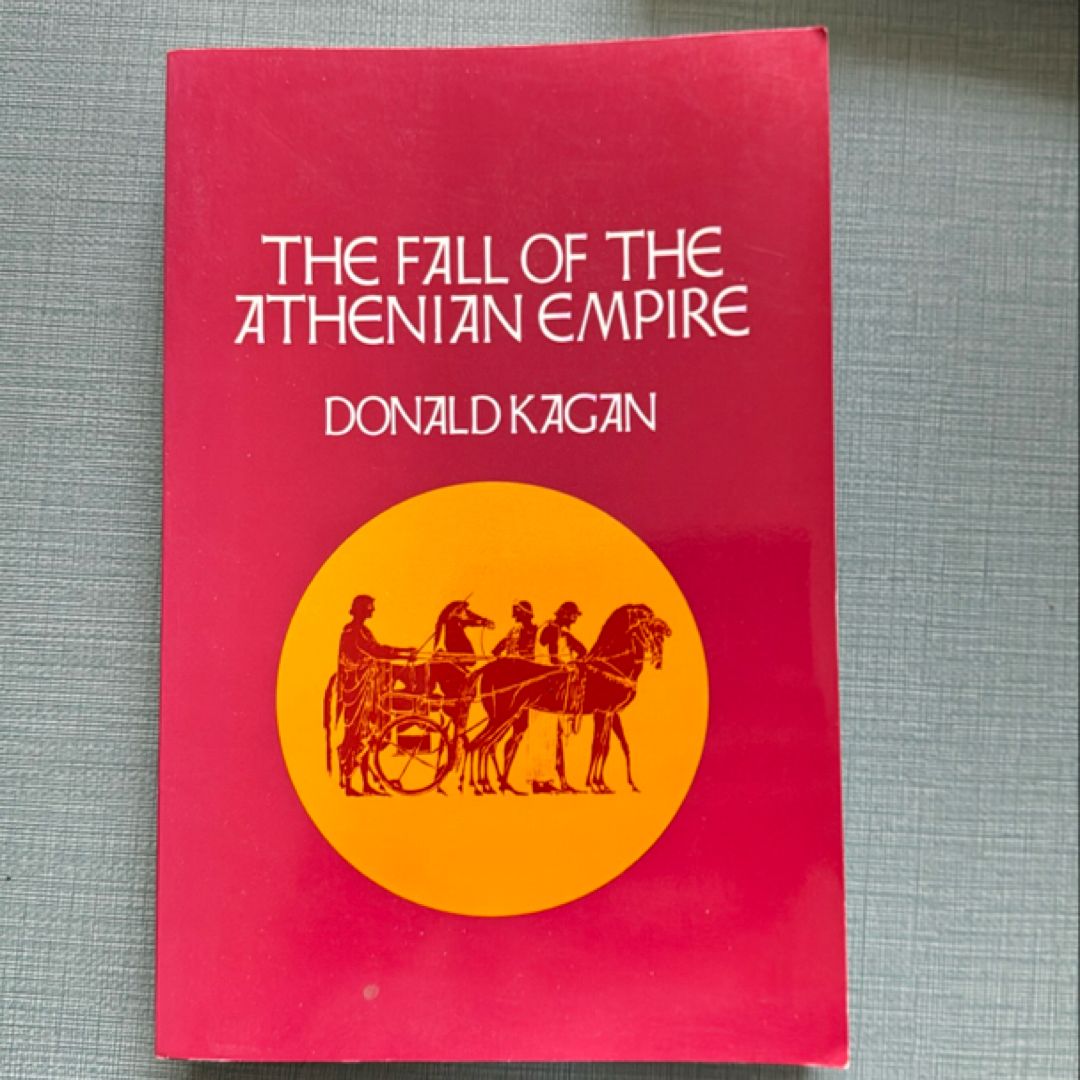 THE FALL OF THE
ATHENIAN EMPIRE
DONALD KAGAN